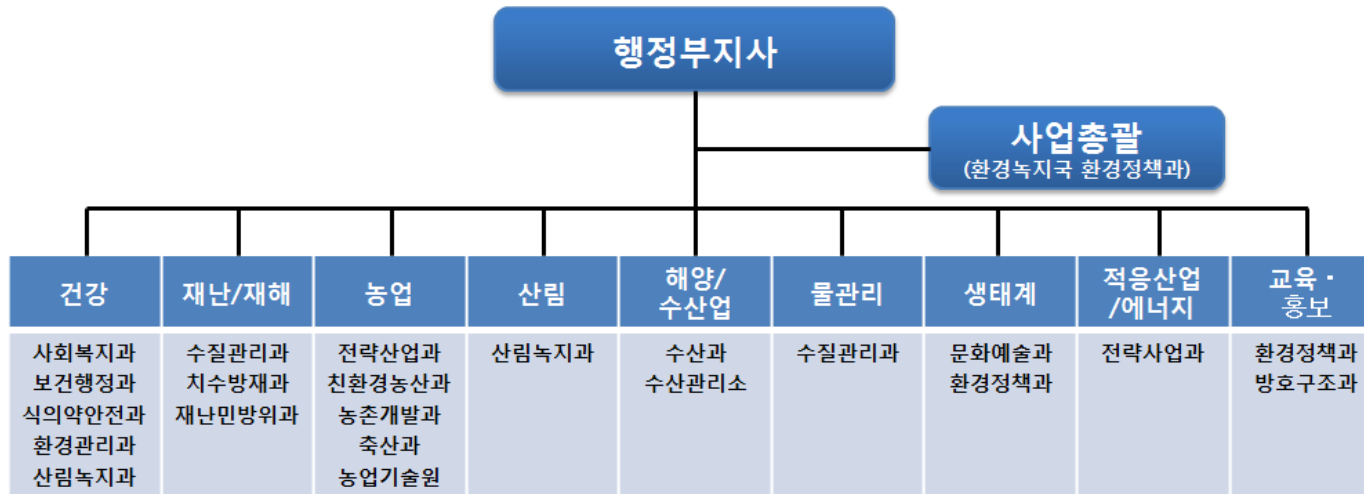 행정부지사
사업총괄
(환경녹지국 환경정책과)
건강
재난/재해
농업
산림
해양/
수산업
물관리
생태계
적응산업
/에너지
교육·
홍보
사회복지과
보건행정과
식의약안전과
환경관리과
산림녹지과
수질관리과
치수방재과
재난민방위과
전략산업과
친환경농산과
농촌개발과
축산과
농업기술원
산림녹지과
수산과
수산관리소
수질관리과
문화예술과
환경정책과
전략사업과
환경정책과
방호구조과